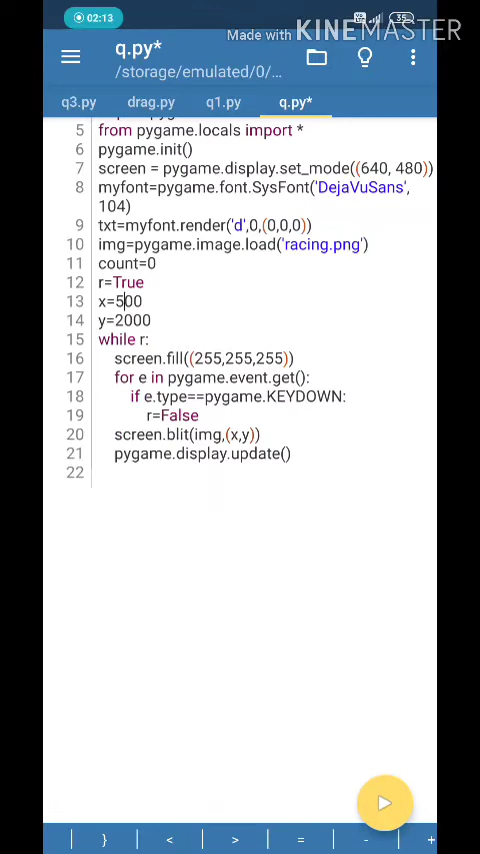 02:13
35
Made with KINEMASTER
q.py*
/storage/emulated/0/...
q3.py drag.py q1.py q.py*
5 from pygame.locals import *
6 pygame.init()
7 screen = pygame.display.set_mode((640, 480))
8 myfont=pygame.font.SysFont('DejaVuSans',
104)
9 txt=myfont.render('d',0,(0,0,0))
10 img=pygame.image.load('racing.png')
11 count=0
12 r=True
13 x=500
14 y=2000
15 while r:
16 screen.fill((255,255,255))
17 for e in pygame.event.get():
18 if e.type==pygame.KEYDOWN:
19 r=False
20 screen.blit(img,(x,y))
21 pygame.display.update()
22
} < > = - +